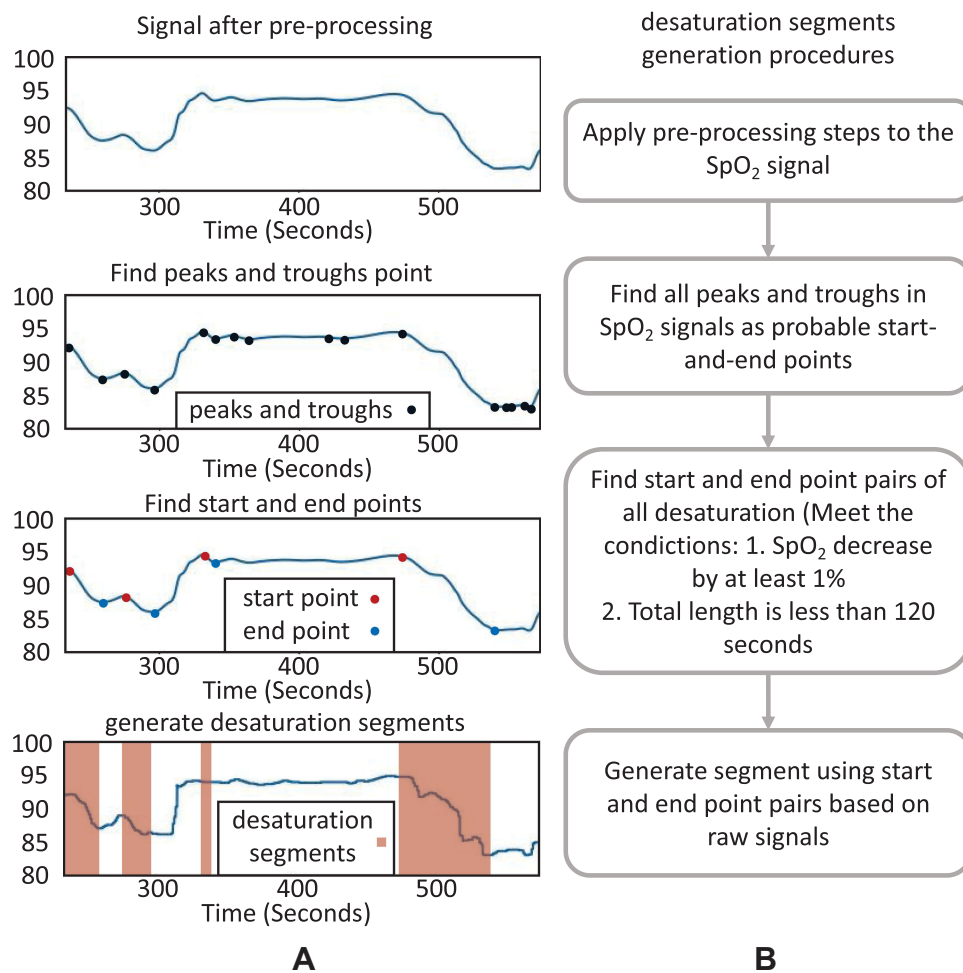 Signal after pre-processing
100
95
90
85
80
300
400
500
Time (Seconds)
Find peaks and troughs point
100
95
90
85
80
peaks and troughs
300
400
500
Time (Seconds)
Find start and end points
100
95
90
85
80
start point
end point
300
400
500
Time (Seconds)
generate desaturation segments
100
95
90
85
80
desaturation
segments
300
400
500
Time (Seconds)
A
desaturation segments
generation procedures
Apply pre-processing steps to the
SpO₂ signal
Find all peaks and troughs in
SpO₂ signals as probable start-
and-end points
Find start and end point pairs of
all desaturation (Meet the
condictions: 1. SpO₂ decrease
by at least 1%
2. Total length is less than 120
seconds
Generate segment using start
and end point pairs based on
raw signals
B